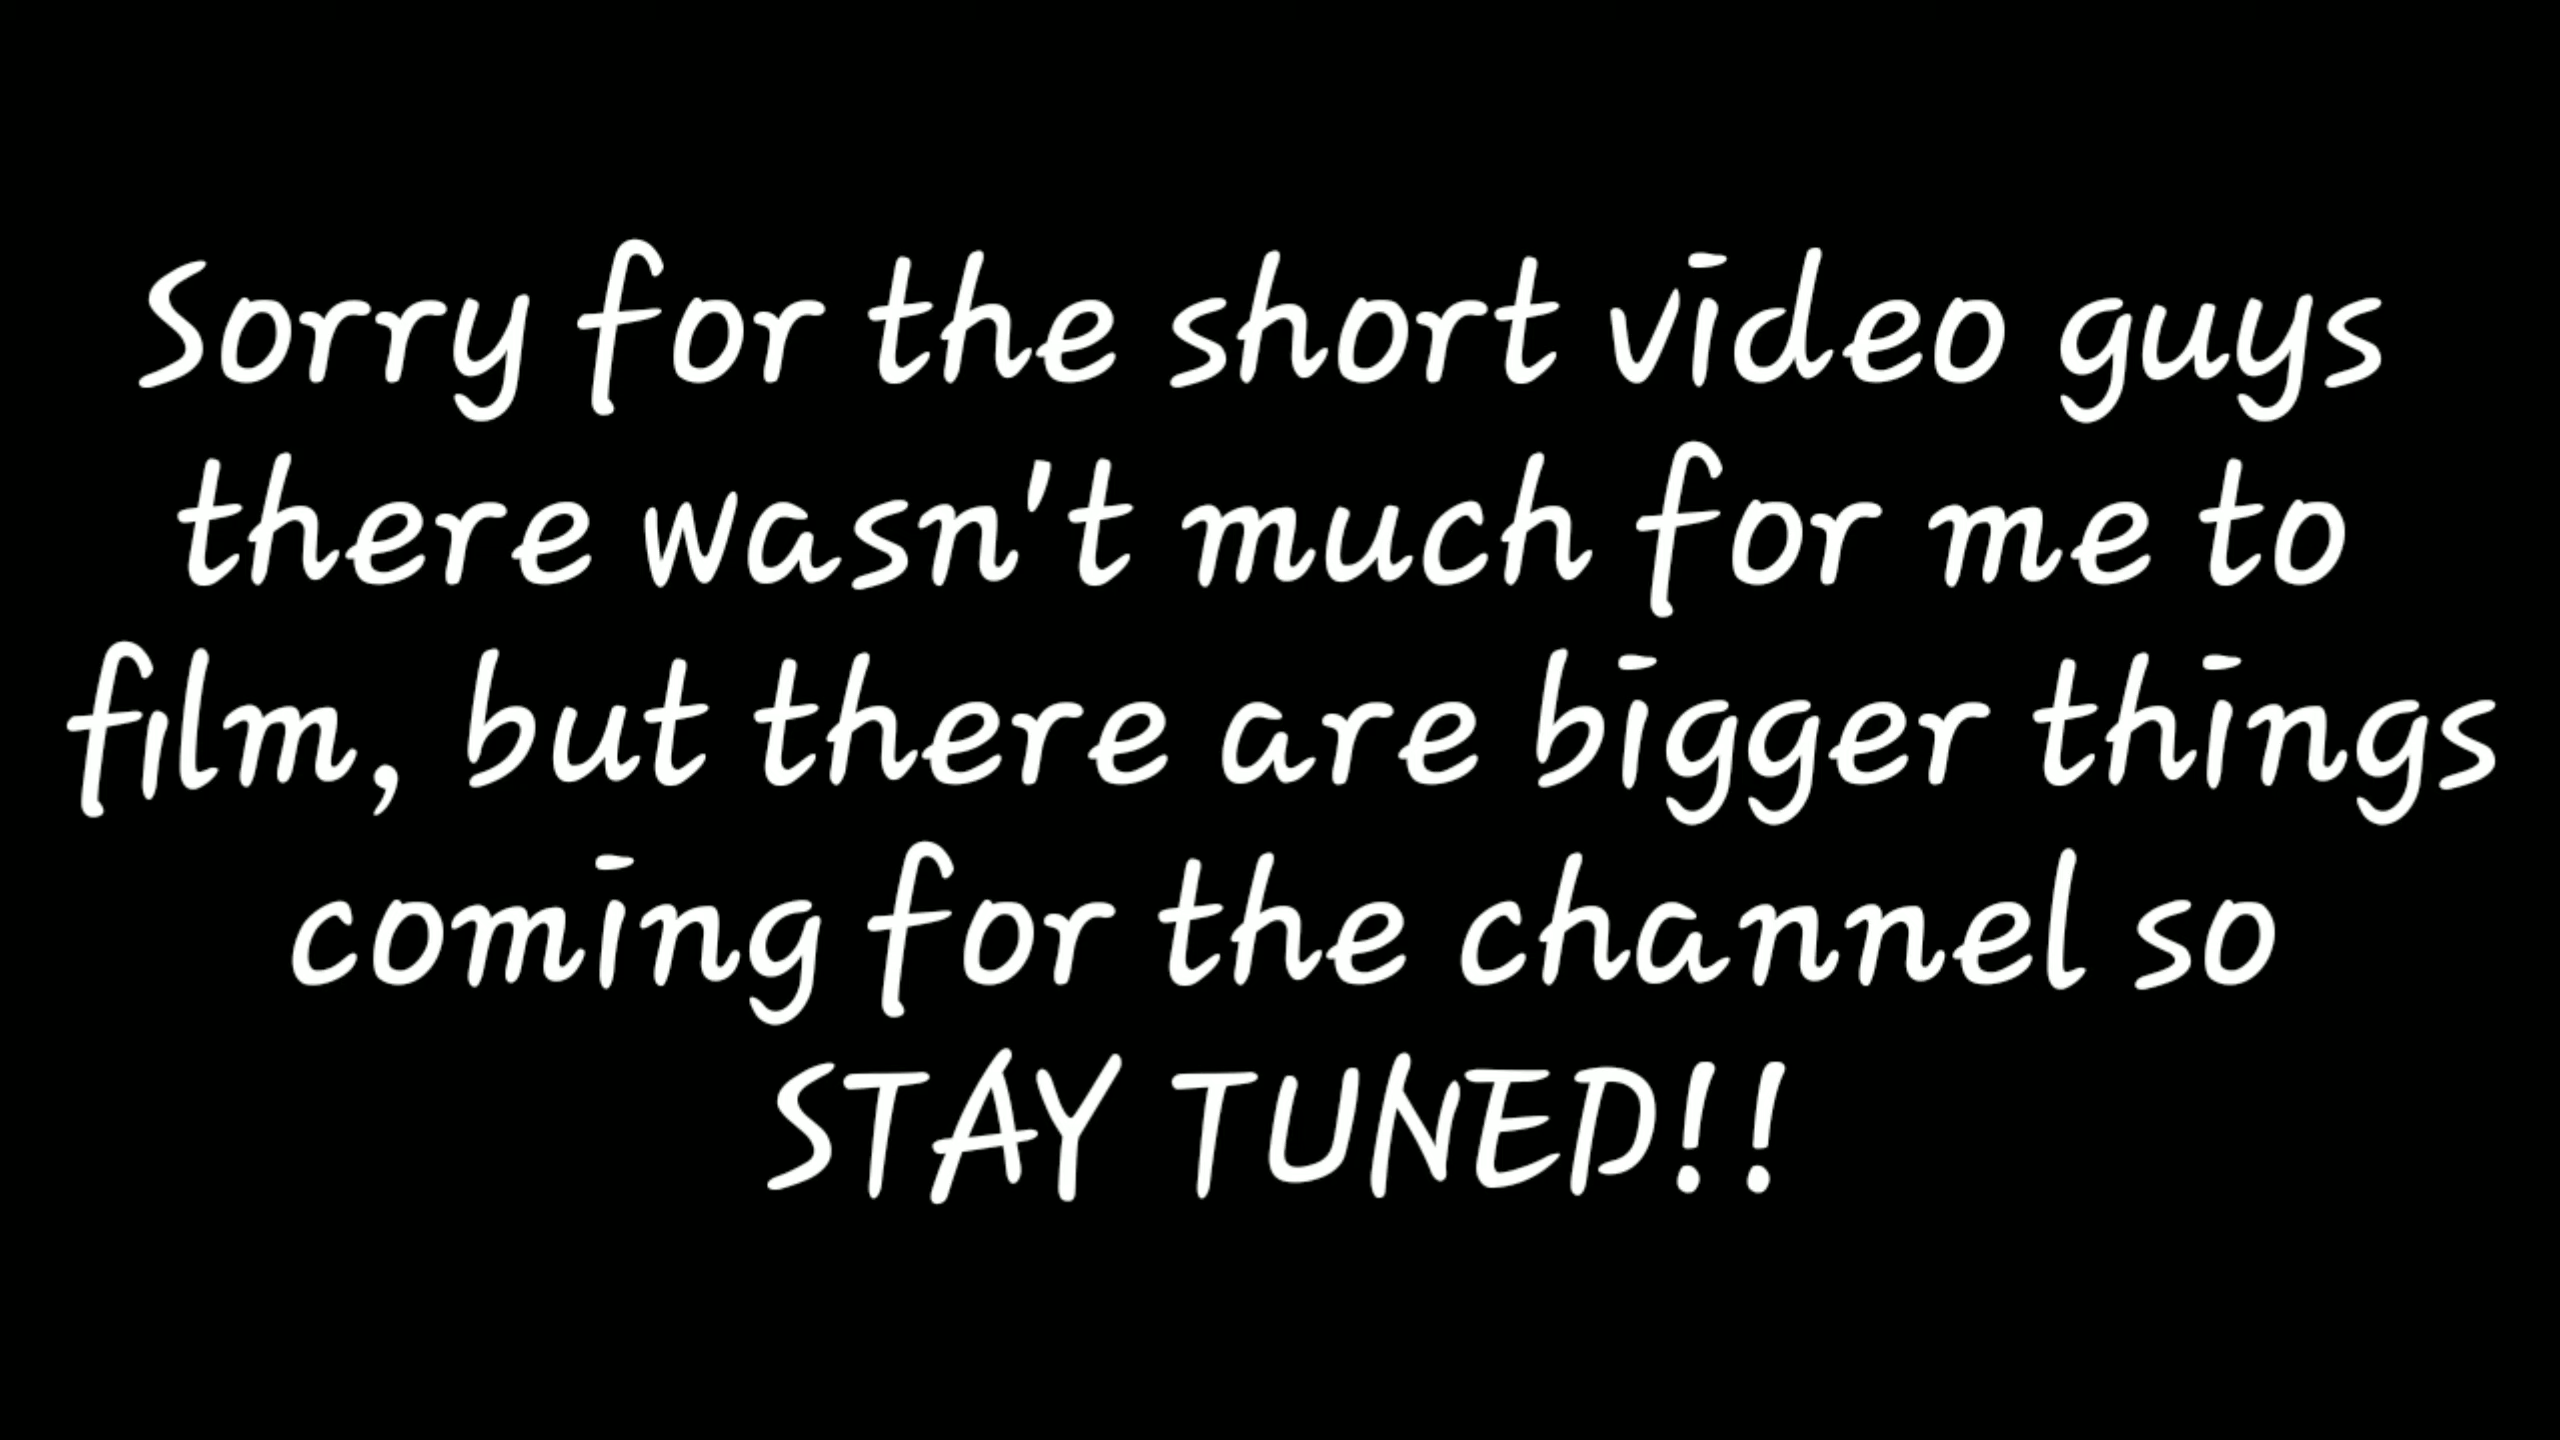 Sorry for the short video guys
there wasn't much for me to
film, but there are bigger things
coming for the channel so
STAY TUNED!!